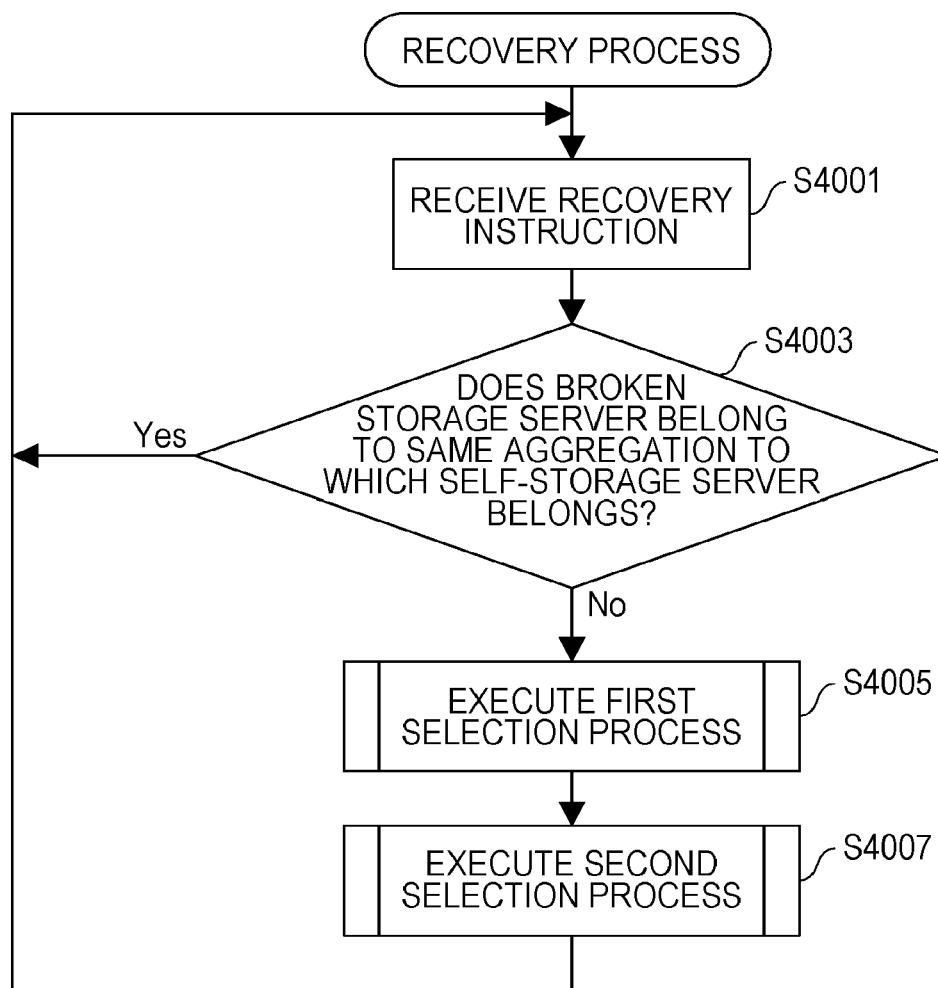 RECOVERY PROCESS
RECEIVE RECOVERY
INSTRUCTION
S4001
S4003
DOES BROKEN
STORAGE SERVER BELONG
TO SAME AGGREGATION TO
WHICH SELF-STORAGE SERVER
BELONGS?
Yes
No
EXECUTE FIRST
SELECTION PROCESS
S4005
EXECUTE SECOND
SELECTION PROCESS
S4007